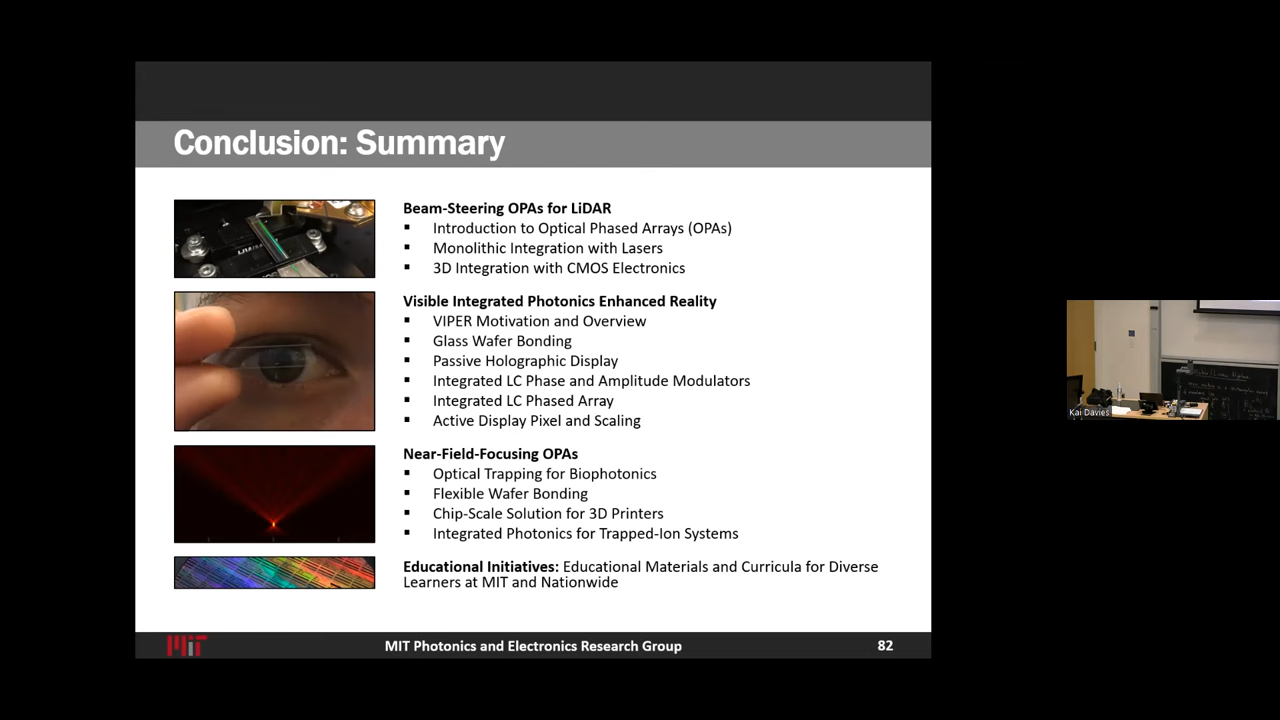 Conclusion: Summary
Beam-Steering OPAs for LiDAR
▪ Introduction to Optical Phased Arrays (OPAs)
▪ Monolithic Integration with Lasers
▪ 3D Integration with CMOS Electronics
Visible Integrated Photonics Enhanced Reality
▪ VIPER Motivation and Overview
▪ Glass Wafer Bonding
▪ Passive Holographic Display
▪ Integrated LC Phase and Amplitude Modulators
▪ Integrated LC Phased Array
▪ Active Display Pixel and Scaling
Near-Field-Focusing OPAs
▪ Optical Trapping for Biophotonics
▪ Flexible Wafer Bonding
▪ Chip-Scale Solution for 3D Printers
▪ Integrated Photonics for Trapped-Ion Systems
Educational Initiatives: Educational Materials and Curricula for Diverse
Learners at MIT and Nationwide
MIT
MIT Photonics and Electronics Research Group
82
Kai Davies